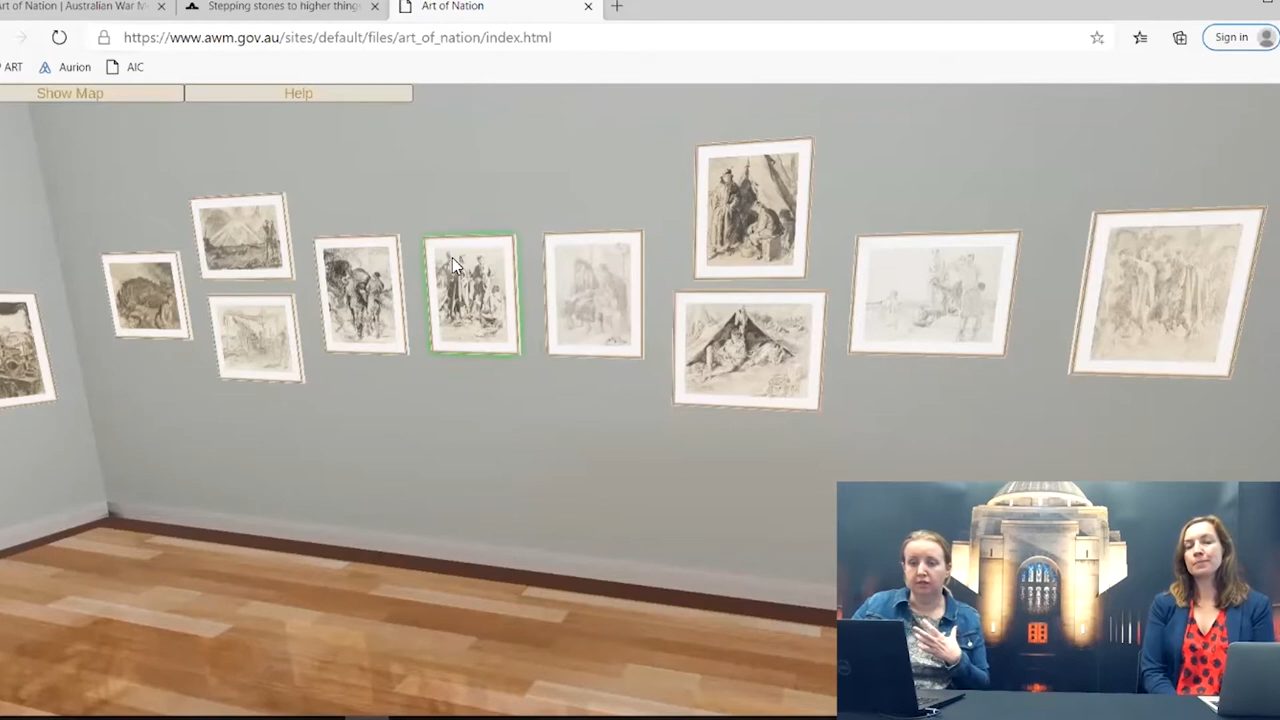 Art of Nation | Australian War M
Stepping stones to higher thing
Art of Nation
https://www.awm.gov.au/sites/default/files/art_of_nation/index.html
Sign in
ART
Aurion
AIC
Show Map
Help